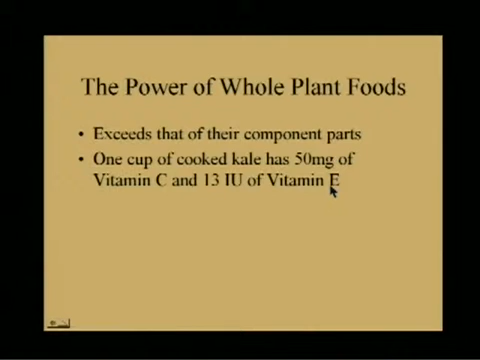 The Power of Whole Plant Foods
• Exceeds that of their component parts
• One cup of cooked kale has 50mg of
Vitamin C and 13 IU of Vitamin E